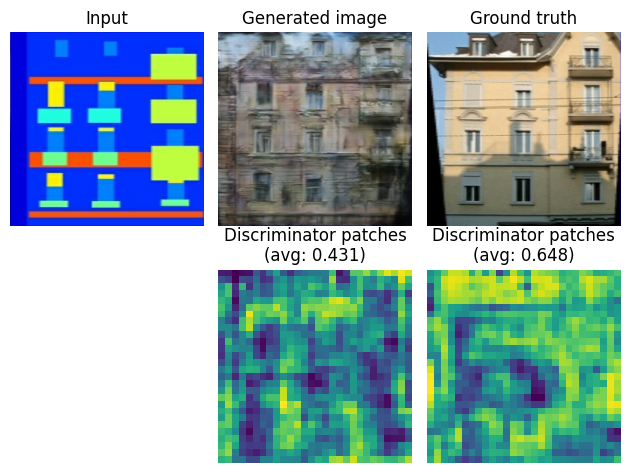 Input
Generated image
Ground truth
Discriminator patches
(avg: 0.431)
Discriminator patches
(avg: 0.648)